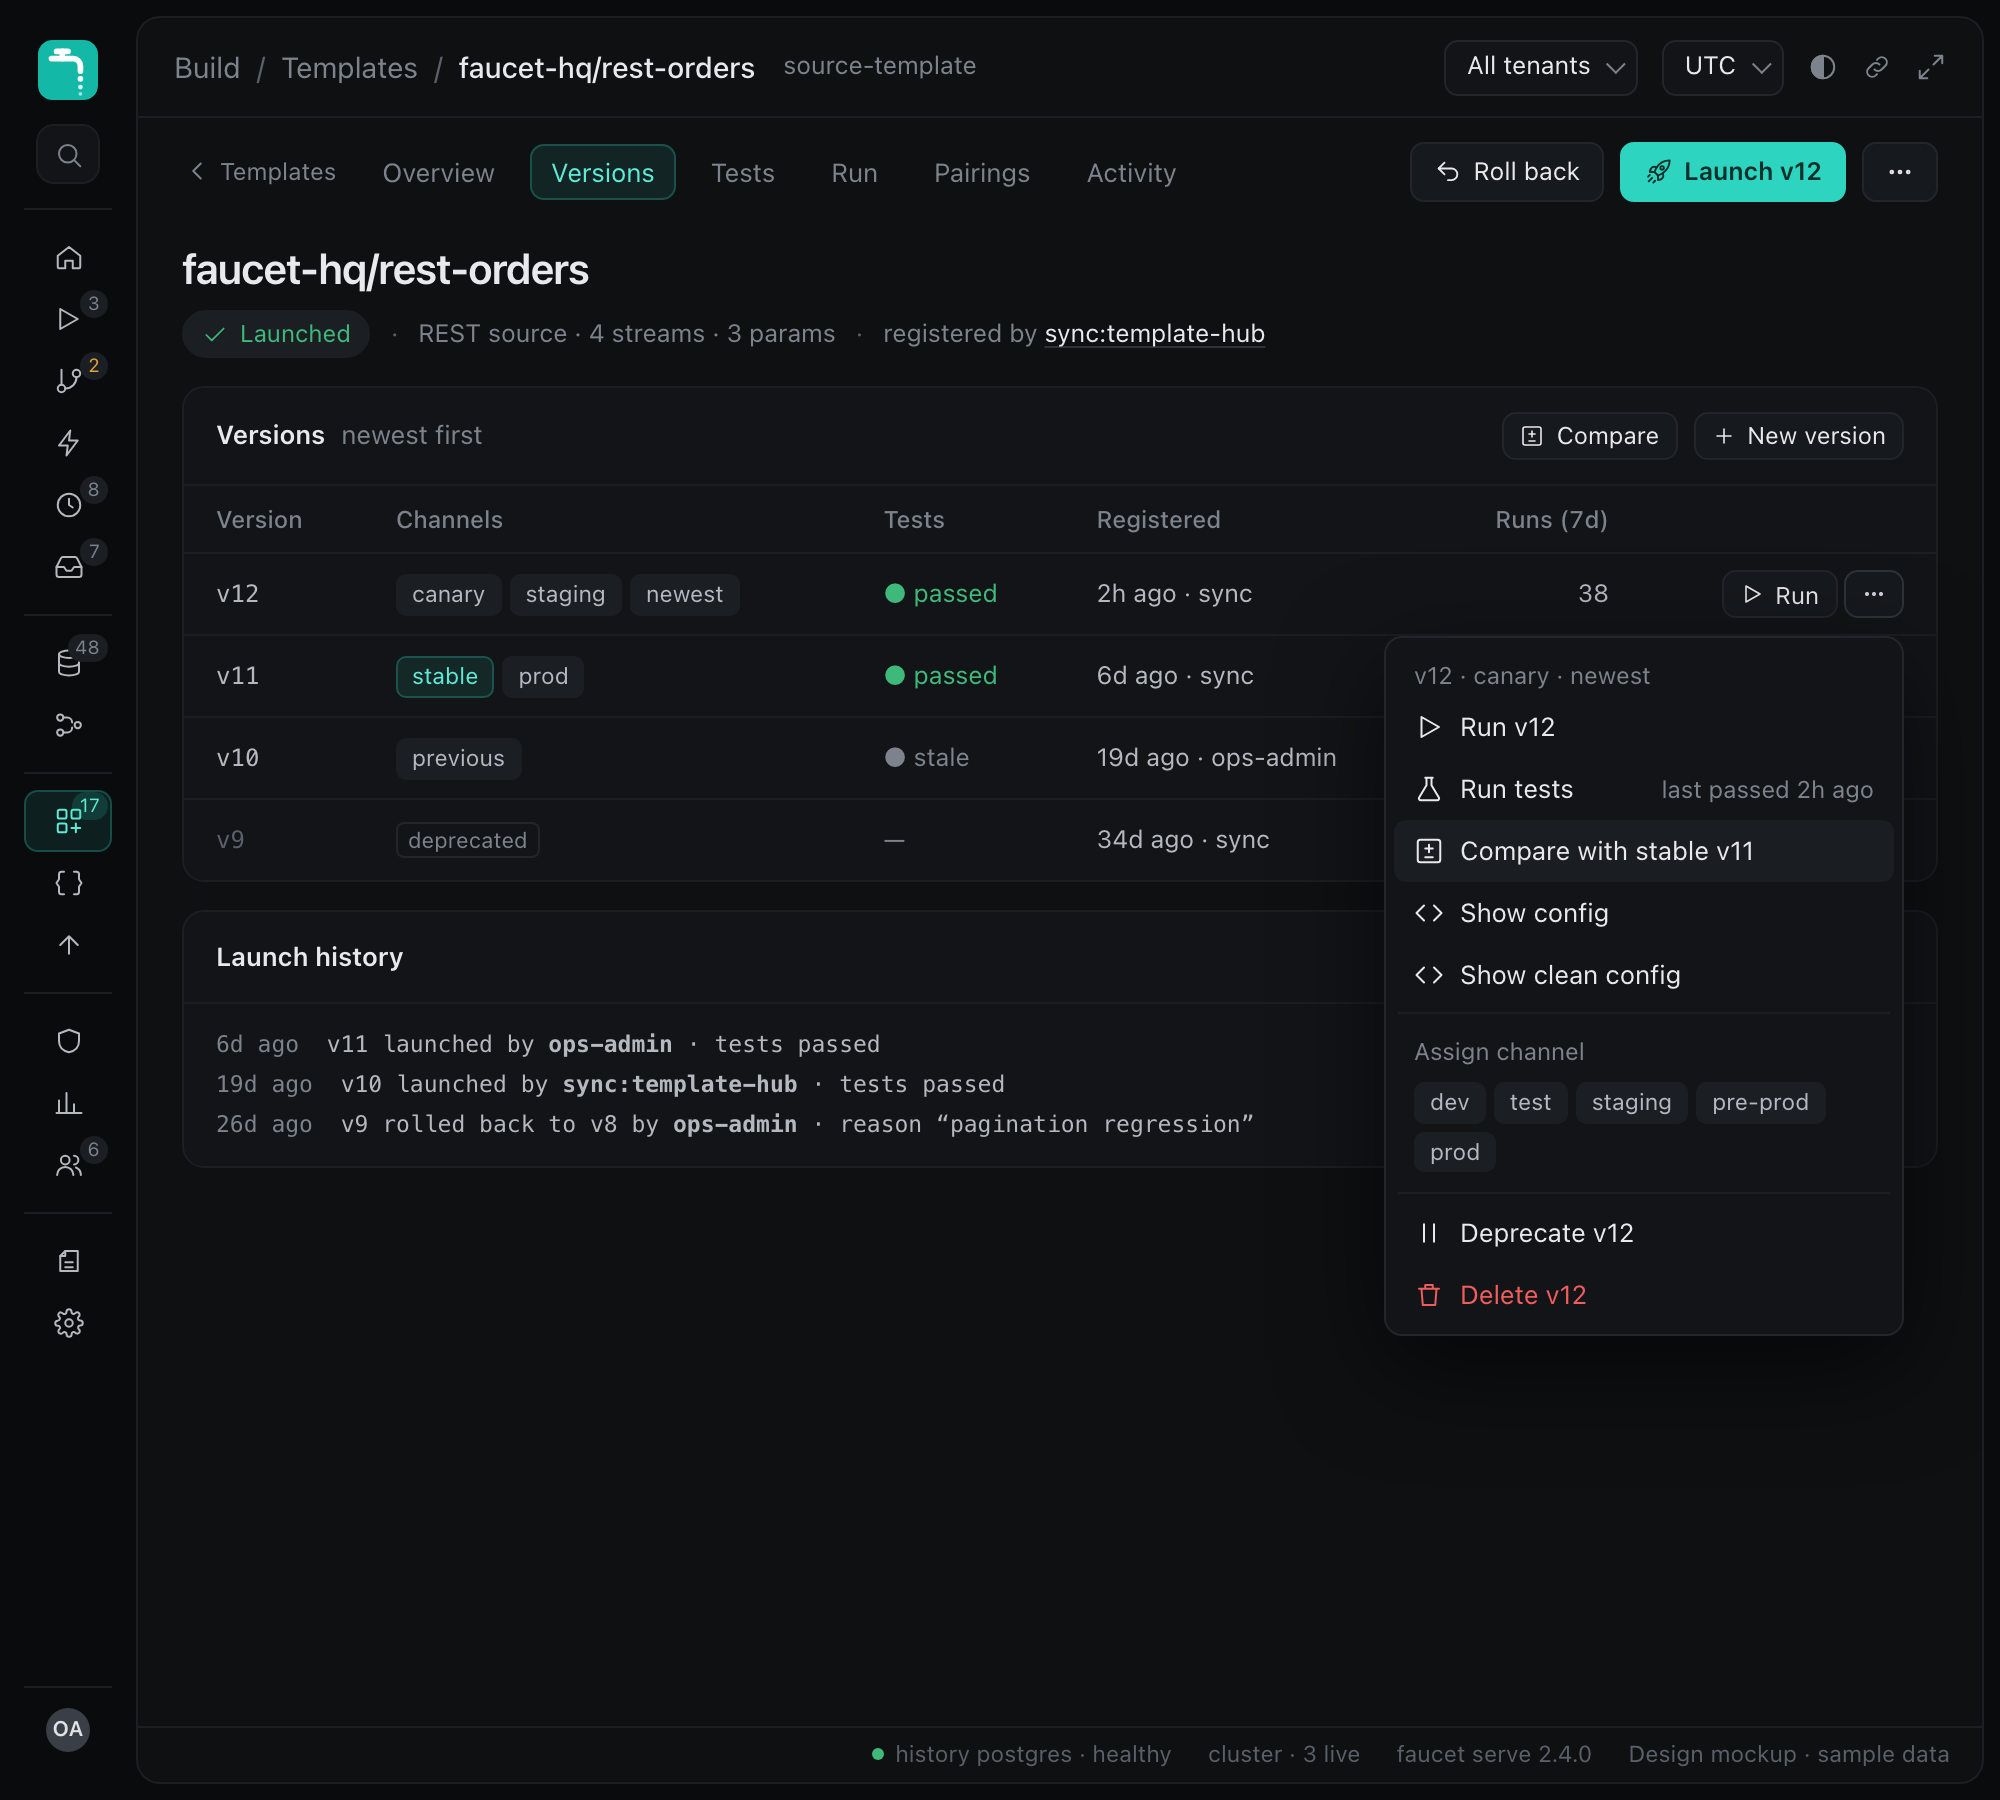 Build / Templates / faucet-hq/rest-orders source-template
All tenants UTC
Templates Overview Versions Tests Run Pairings Activity Roll back Launch v12 ···
faucet-hq/rest-orders
Launched · REST source · 4 streams · 3 params · registered by sync:template-hub
Versions newest first Compare New version
Version Channels Tests Registered Runs (7d)
v12 canary staging newest passed 2h ago · sync 38 Run ···
v11 stable prod passed 6d ago · sync
v10 previous stale 19d ago · ops-admin
v9 deprecated — 34d ago · sync
v12 · canary · newest
Run v12
Run tests last passed 2h ago
Compare with stable v11
Show config
Show clean config
Assign channel
dev test staging pre-prod
prod
Deprecate v12
Delete v12
Launch history
6d ago v11 launched by ops-admin · tests passed
19d ago v10 launched by sync:template-hub · tests passed
26d ago v9 rolled back to v8 by ops-admin · reason “pagination regression”
3
2
8
7
48
17
6
OA
history postgres · healthy cluster · 3 live faucet serve 2.4.0 Design mockup · sample data